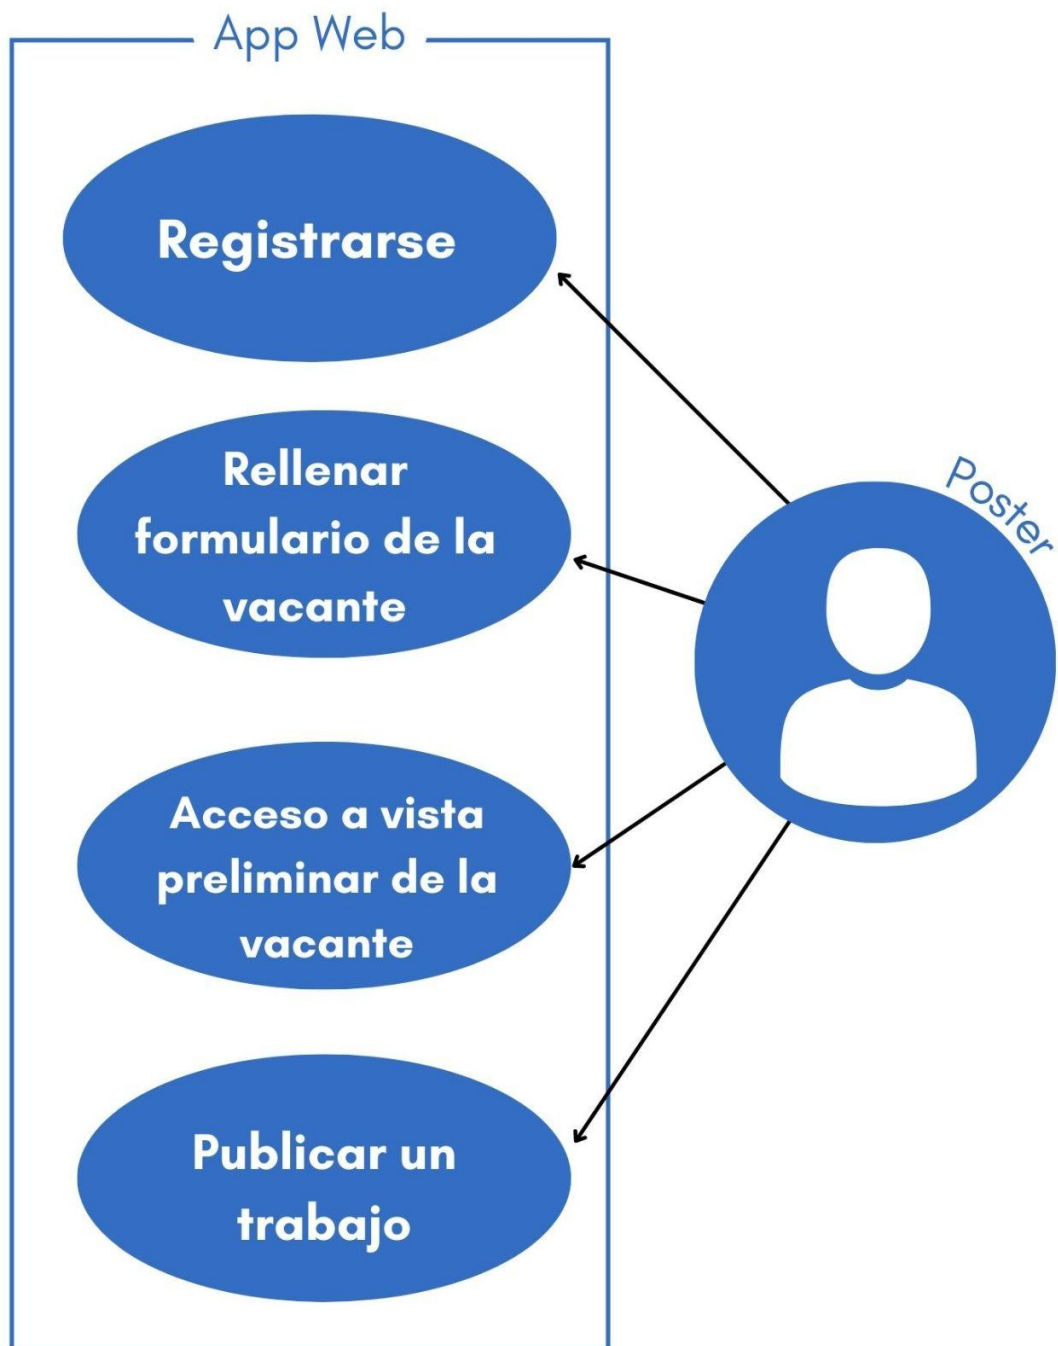 App Web
Registrarse
Rellenar
formulario de la
vacante
Poster
Acceso a vista
preliminar de la
vacante
Publicar un
trabajo